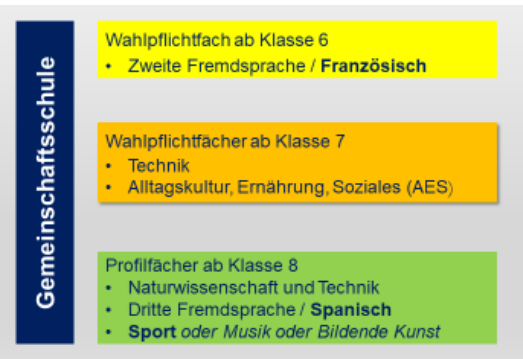 Gemeinschaftsschule
Wahlpflichtfach ab Klasse 6
• Zweite Fremdsprache / Französisch
Wahlpflichtfächer ab Klasse 7
• Technik
• Alltagskultur, Ernährung, Soziales (AES)
Profilfächer ab Klasse 8
• Naturwissenschaft und Technik
• Dritte Fremdsprache / Spanisch
• Sport oder Musik oder Bildende Kunst